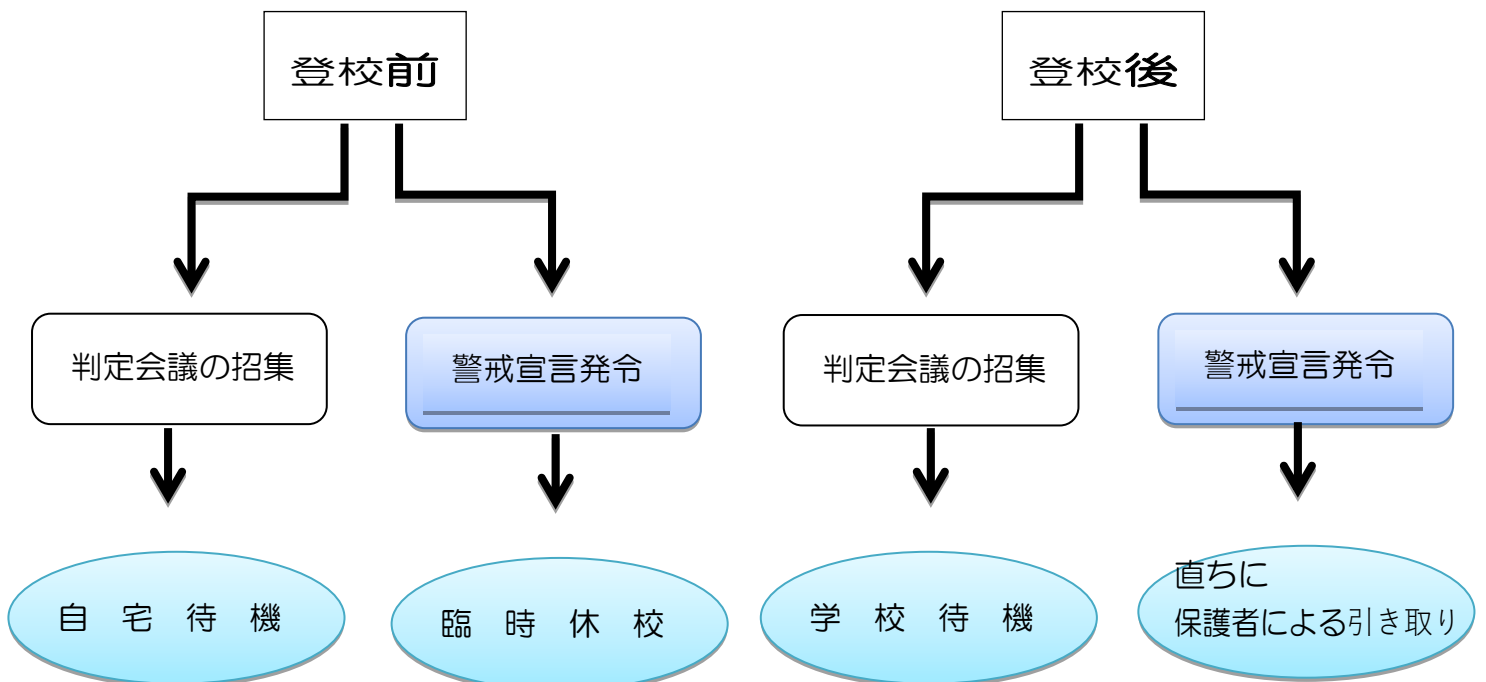 登校前
登校後
判定会議の招集
警戒宣言発令
判定会議の招集
警戒宣言発令
自宅待機
臨時休校
学校待機
直ちに
保護者による引き取り